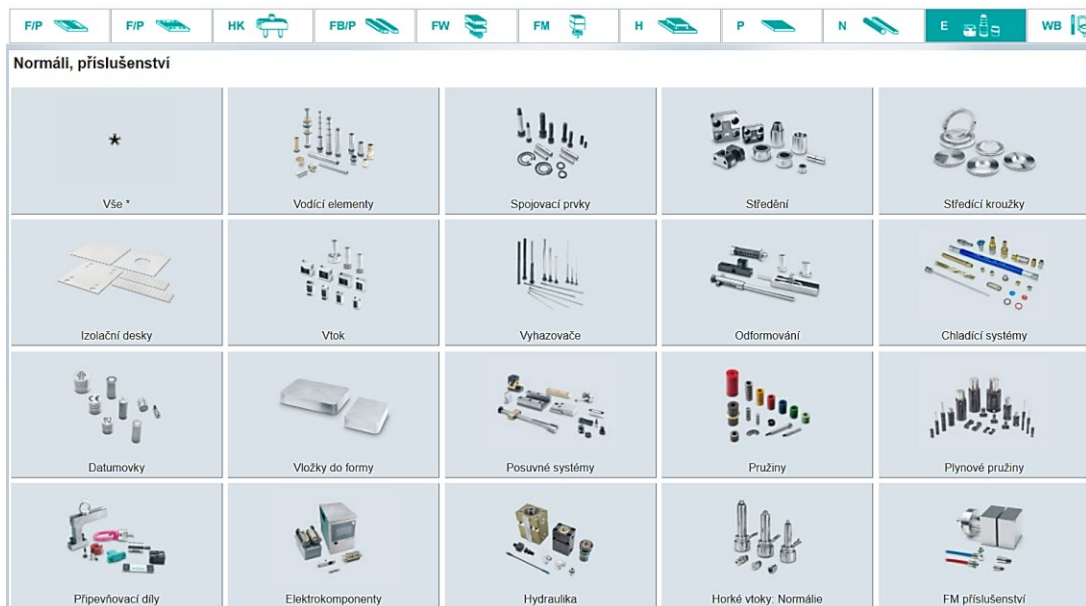 F/P
F/P
HK
FB/P
FW
FM
H
P
N
E
WB
Normáli, příslušenství
*
Vše *
Vodící elementy
Spojovací prvky
Středění
Středící kroužky
Izolační desky
Vtok
Vyhazovače
Odformování
Chladící systémy
Datumovky
Vložky do formy
Posuvné systémy
Pružiny
Plynové pružiny
Připevňovací díly
Elektrokomponenty
Hydraulika
Horké vtoky: Normálie
FM příslušenství